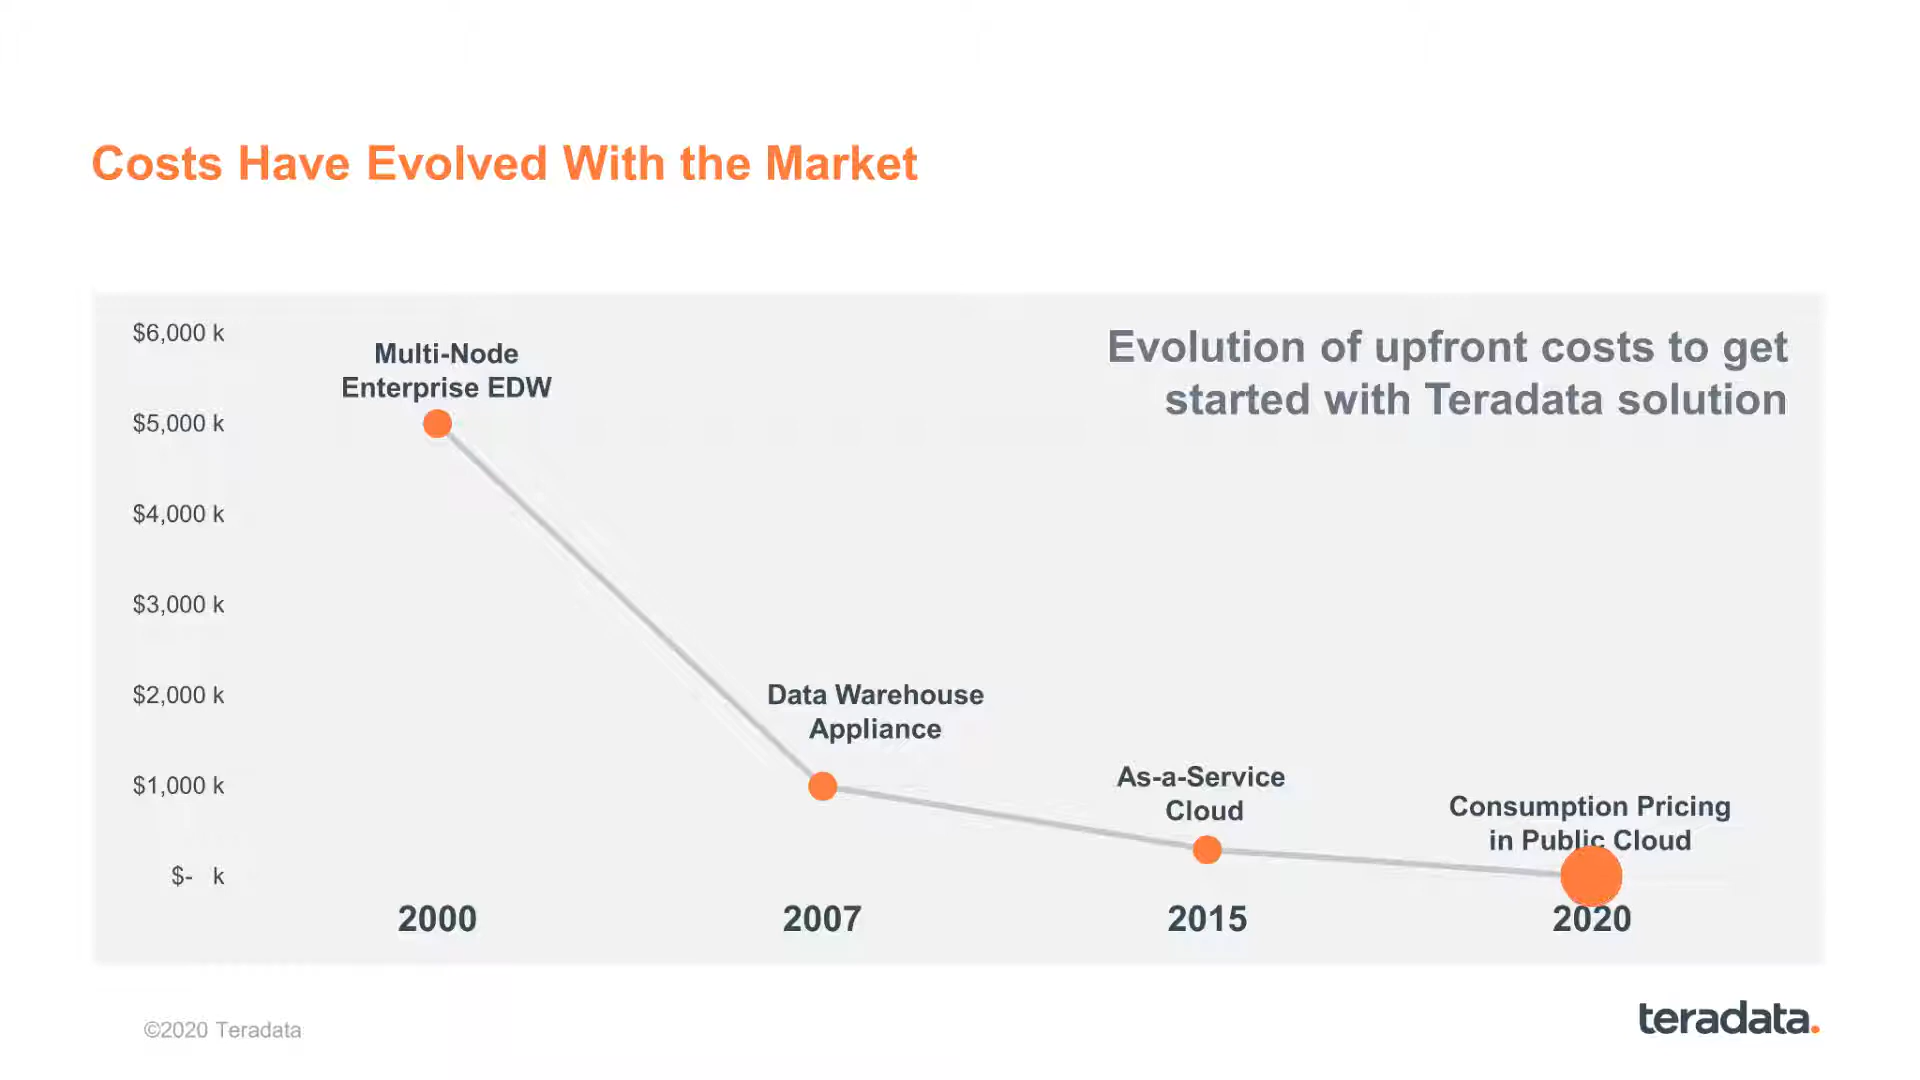 Costs Have Evolved With the Market
Evolution of upfront costs to get
started with Teradata solution
$6,000 k
$5,000 k
$4,000 k
$3,000 k
$2,000 k
$1,000 k
$- k
Multi-Node
Enterprise EDW
Data Warehouse
Appliance
As-a-Service
Cloud
Consumption Pricing
in Public Cloud
2000
2007
2015
2020
©2020 Teradata
teradata.